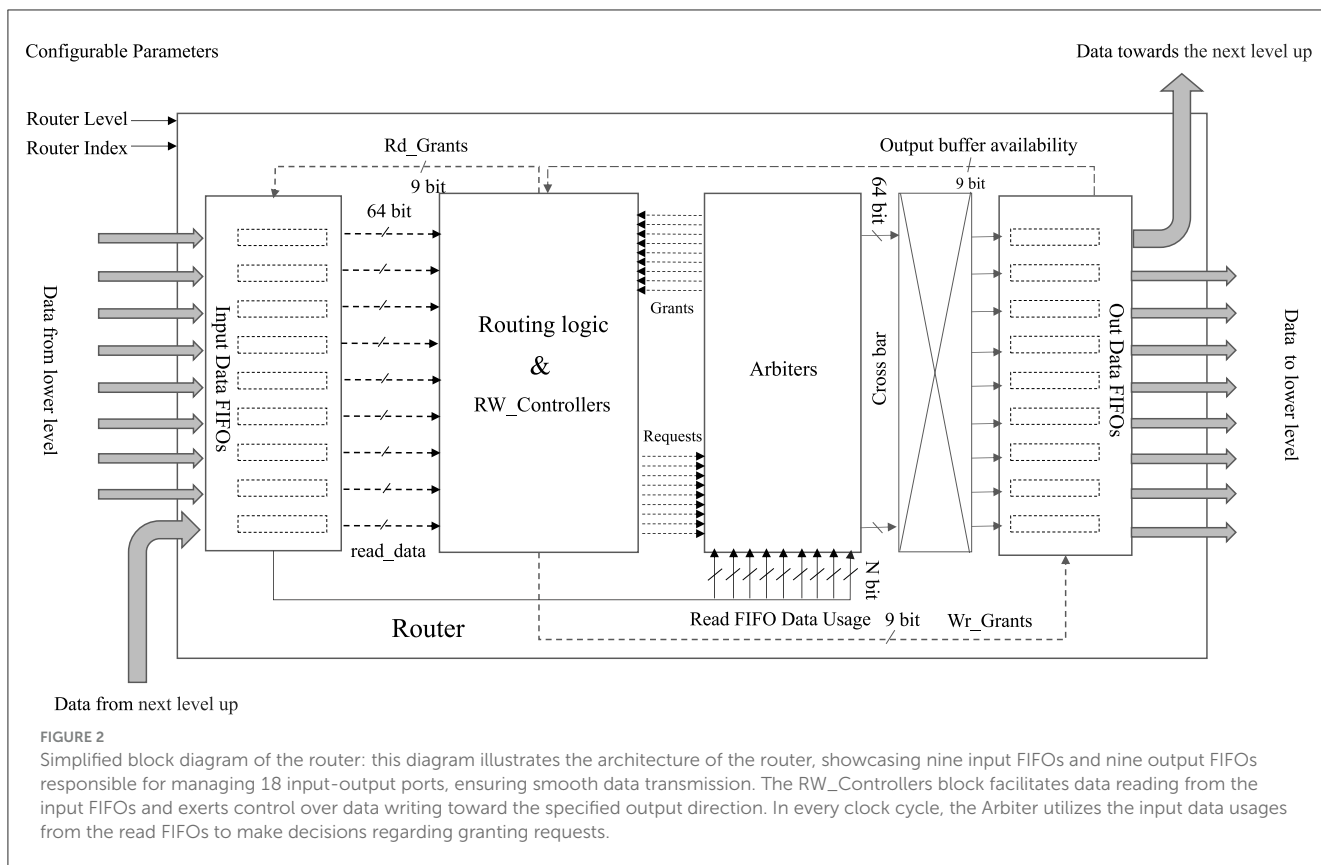 Configurable Parameters
Data towards the next level up
Router Level
Router Index
Rd_Grants
9 bit
Output buffer availability
9 bit
64 bit
64 bit
Data from lower level
Input Data FIFOs
read_data
Routing logic
&
RW_Controllers
Grants
Requests
Arbiters
Cross bar
N bit
Out Data FIFOs
Data to lower level
Read FIFO Data Usage
9 bit
Wr_Grants
Router
Data from next level up
FIGURE 2
Simplified block diagram of the router: this diagram illustrates the architecture of the router, showcasing nine input FIFOs and nine output FIFOs
responsible for managing 18 input-output ports, ensuring smooth data transmission. The RW_Controllers block facilitates data reading from the
input FIFOs and exerts control over data writing toward the specified output direction. In every clock cycle, the Arbiter utilizes the input data usages
from the read FIFOs to make decisions regarding granting requests.